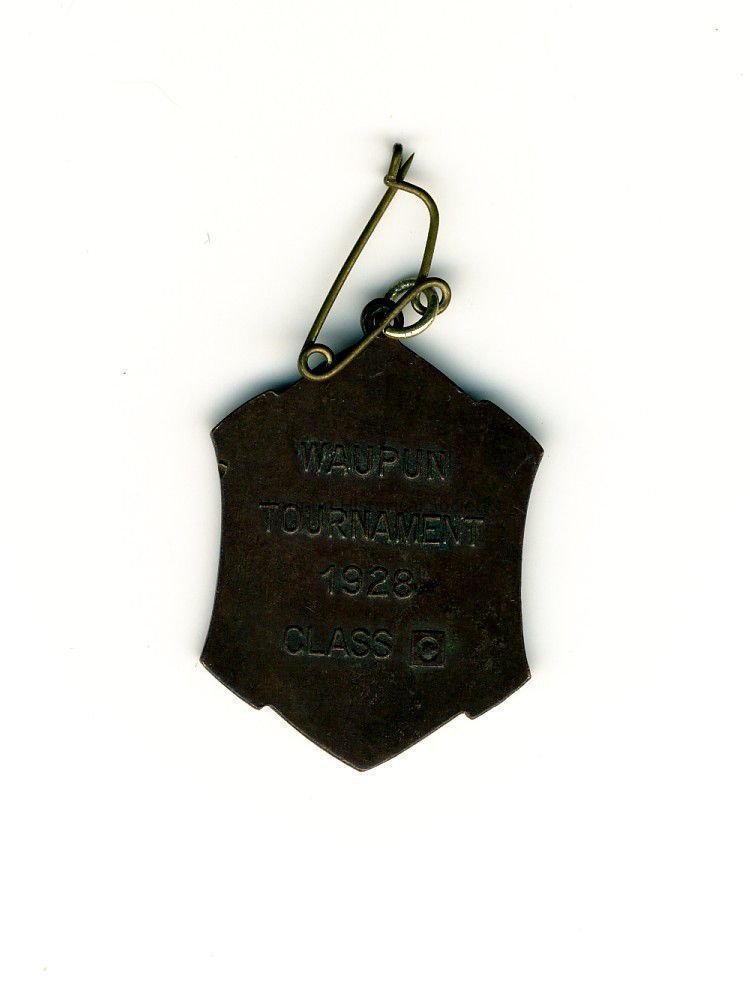 WAUPUN
TOURNAMENT
1928
CLASS C